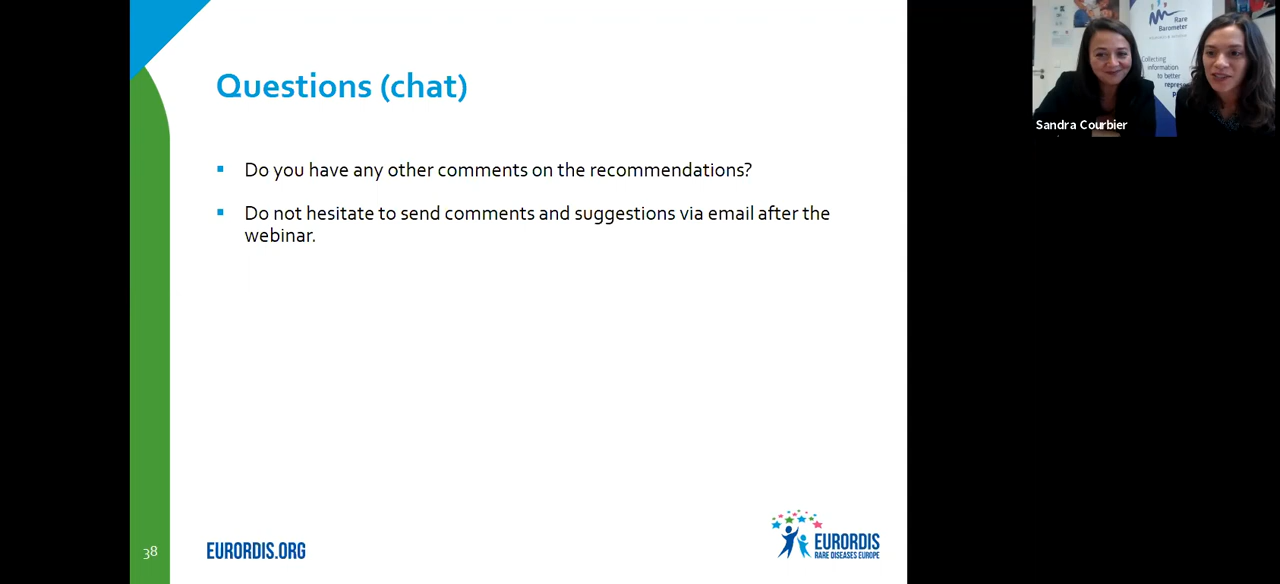 Questions (chat)
Do you have any other comments on the recommendations?
Do not hesitate to send comments and suggestions via email after the
webinar.
38
EURORDIS.ORG
EURORDIS
RARE DISEASES EUROPE
Rare
Barometer
Collecting
information
to better
Sandra Courbier